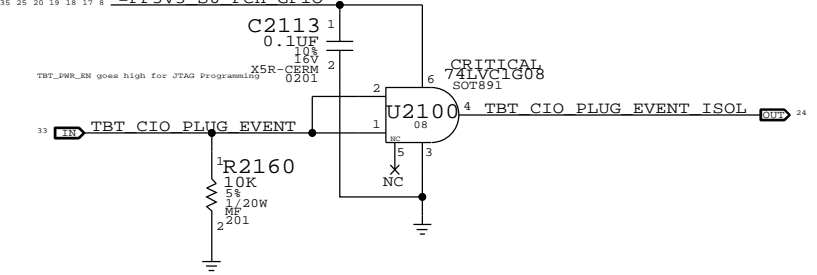 35 25 20 19 18 17 8
=PP3V3_S0_PCH_GPIO
C2113 1
0.1UF
10%
16V
X5R-CERM 2
0201
TBT_PWR_EN goes high for JTAG Programming
CRITICAL
74LVC1G08
SOT891
6
2
U2100
08
4 TBT_CIO_PLUG_EVENT_ISOL OUT 24
33 IN TBT_CIO_PLUG_EVENT
1
NC
5
3
NC
1
R2160
10K
5%
1/20W
MF
201
2